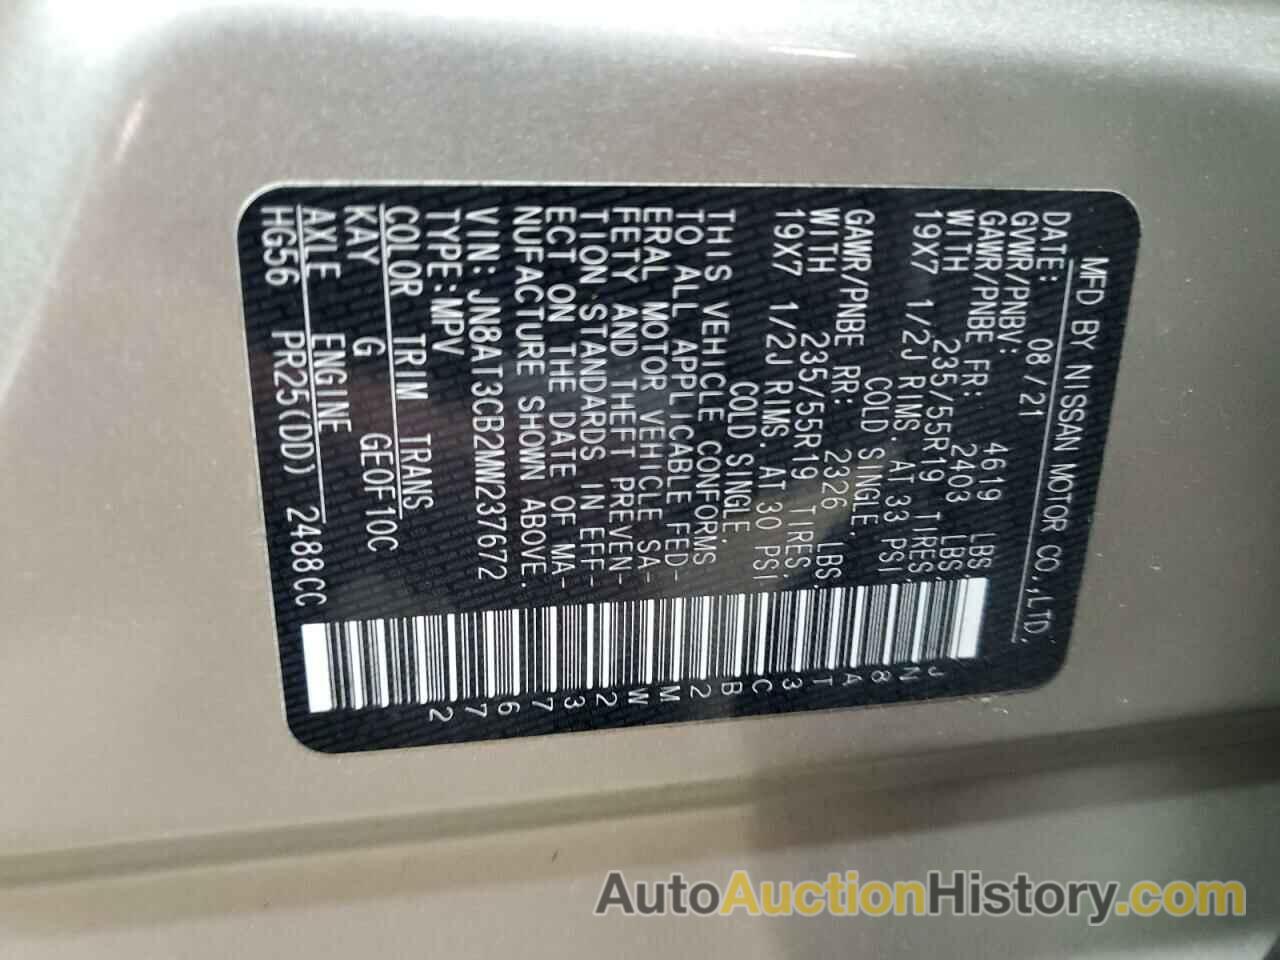 MFD BY NISSAN MOTOR CO.,LTD.
DATE: 08/21
GVWR/PNBV: 4619 LBS.
GAWR/PNBE FR: 2403 LBS.
WITH 235/55R19 TIRES,
19X7 1/2J RIMS. AT 33 PSI
COLD SINGLE.
GAWR/PNBE RR: 2326 LBS.
WITH 235/55R19 TIRES,
19X7 1/2J RIMS. AT 30 PSI
COLD SINGLE.
THIS VEHICLE CONFORMS
TO ALL APPLICABLE FED-
ERAL MOTOR VEHICLE SA-
FETY AND THEFT PREVEN-
TION STANDARDS IN EFF-
ECT ON THE DATE OF MA-
NUFACTURE SHOWN ABOVE.
VIN: JN8AT3CB2MW237672
TYPE:MPV
COLOR TRIM TRANS
KAY G GE0F10C
AXLE ENGINE
HG56 PR25(DD) 2488CC
JN8AT3CB2MW237672
AutoAuctionHistory.com